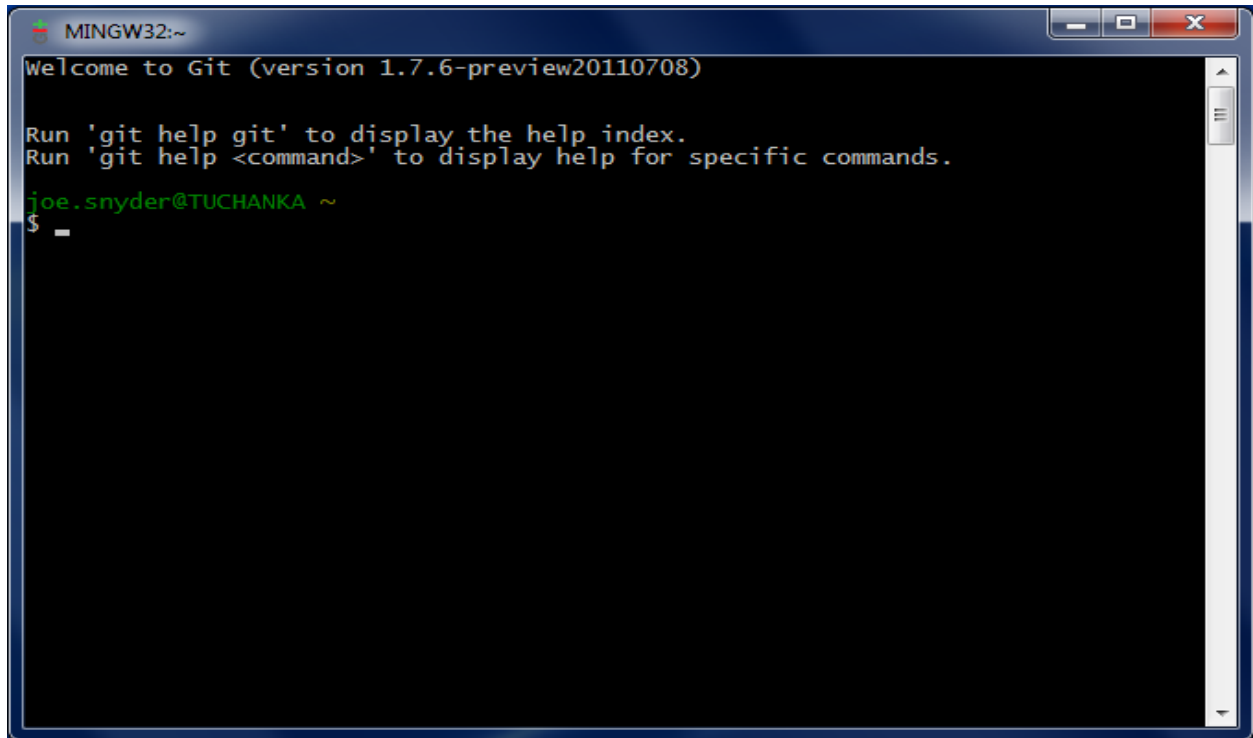 MINGW32:~
Welcome to Git (version 1.7.6-preview20110708)
Run 'git help git' to display the help index.
Run 'git help <command>' to display help for specific commands.
joe.snyder@TUCHANKA ~
$ _